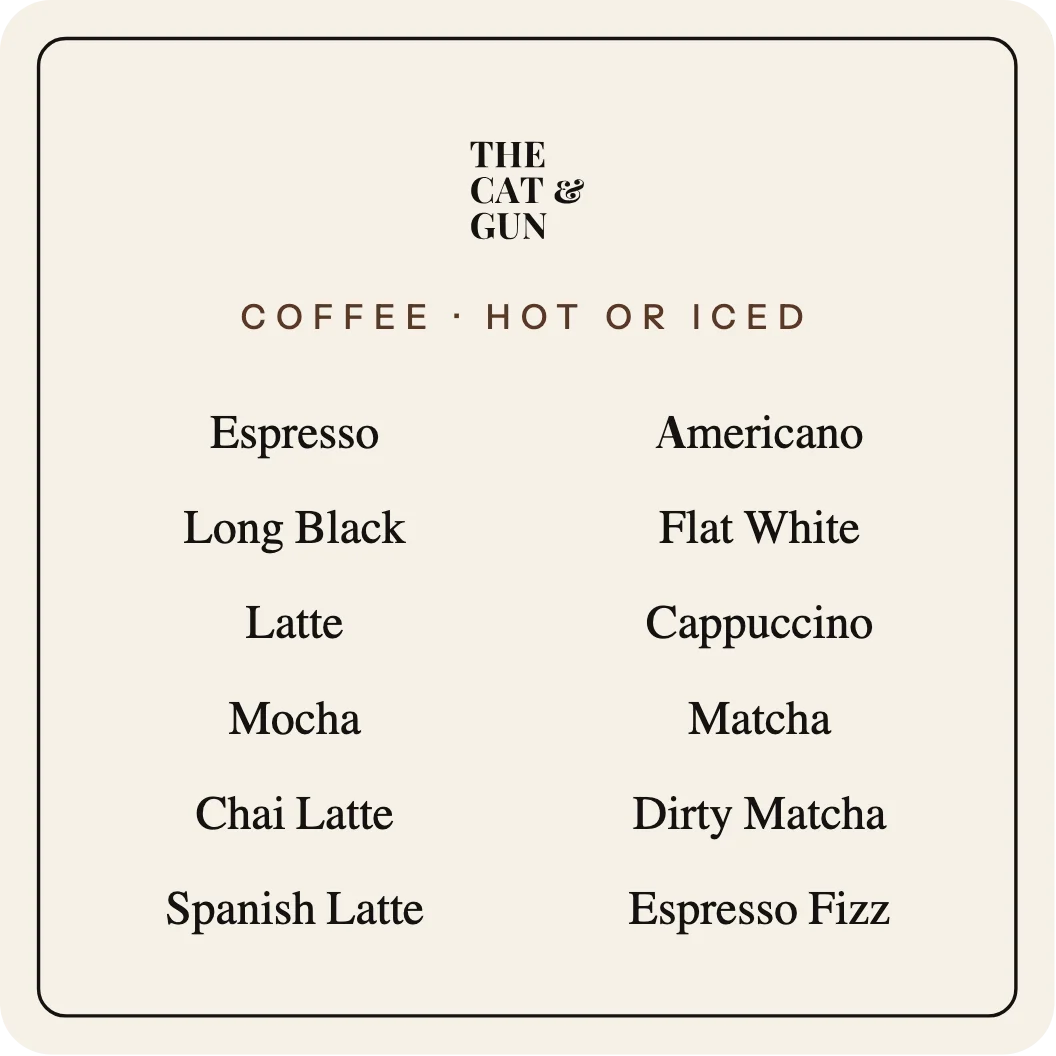 THE
CAT &
GUN
COFFEE · HOT OR ICED
Espresso
Americano
Long Black
Flat White
Latte
Cappuccino
Mocha
Matcha
Chai Latte
Dirty Matcha
Spanish Latte
Espresso Fizz